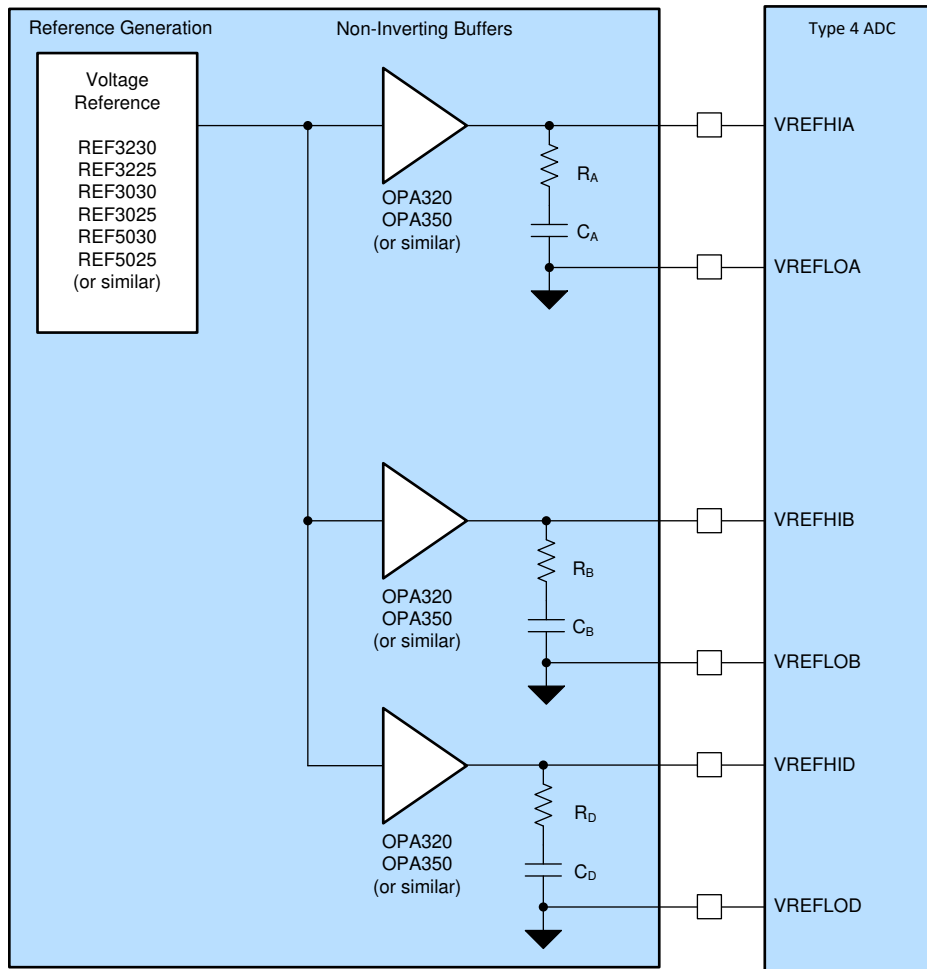 Reference Generation
Non-Inverting Buffers
Type 4 ADC
Voltage
Reference
REF3230
REF3225
REF3030
REF3025
REF5030
REF5025
(or similar)
OPA320
OPA350
(or similar)
RA
CA
VREFHIA
VREFLOA
OPA320
OPA350
(or similar)
RB
CB
VREFHIB
VREFLOB
OPA320
OPA350
(or similar)
RD
CD
VREFHID
VREFLOD